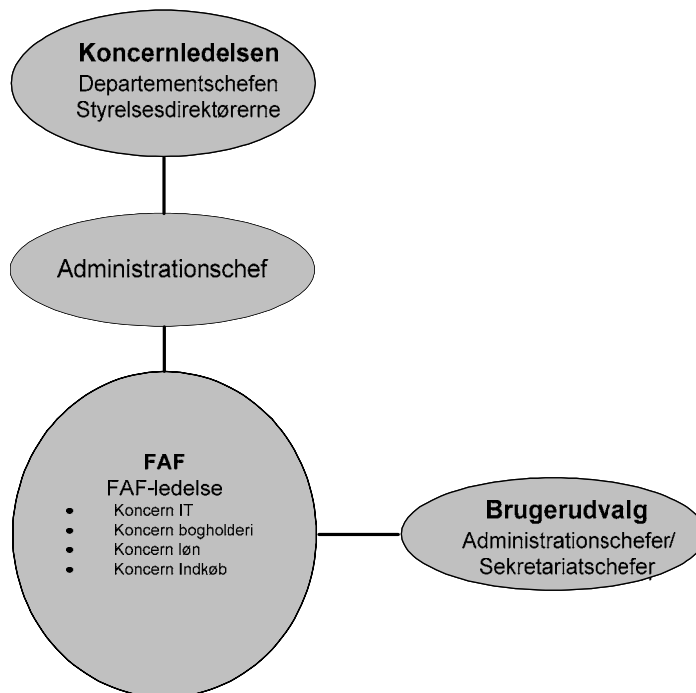 Koncernledelsen
Departementschefen
Styrelsesdirektørerne
Administrationschef
FAF
FAF-ledelse
• Koncern IT
• Koncern bogholderi
• Koncern løn
• Koncern Indkøb
Brugerudvalg
Administrationschefer/
Sekretariatschefer